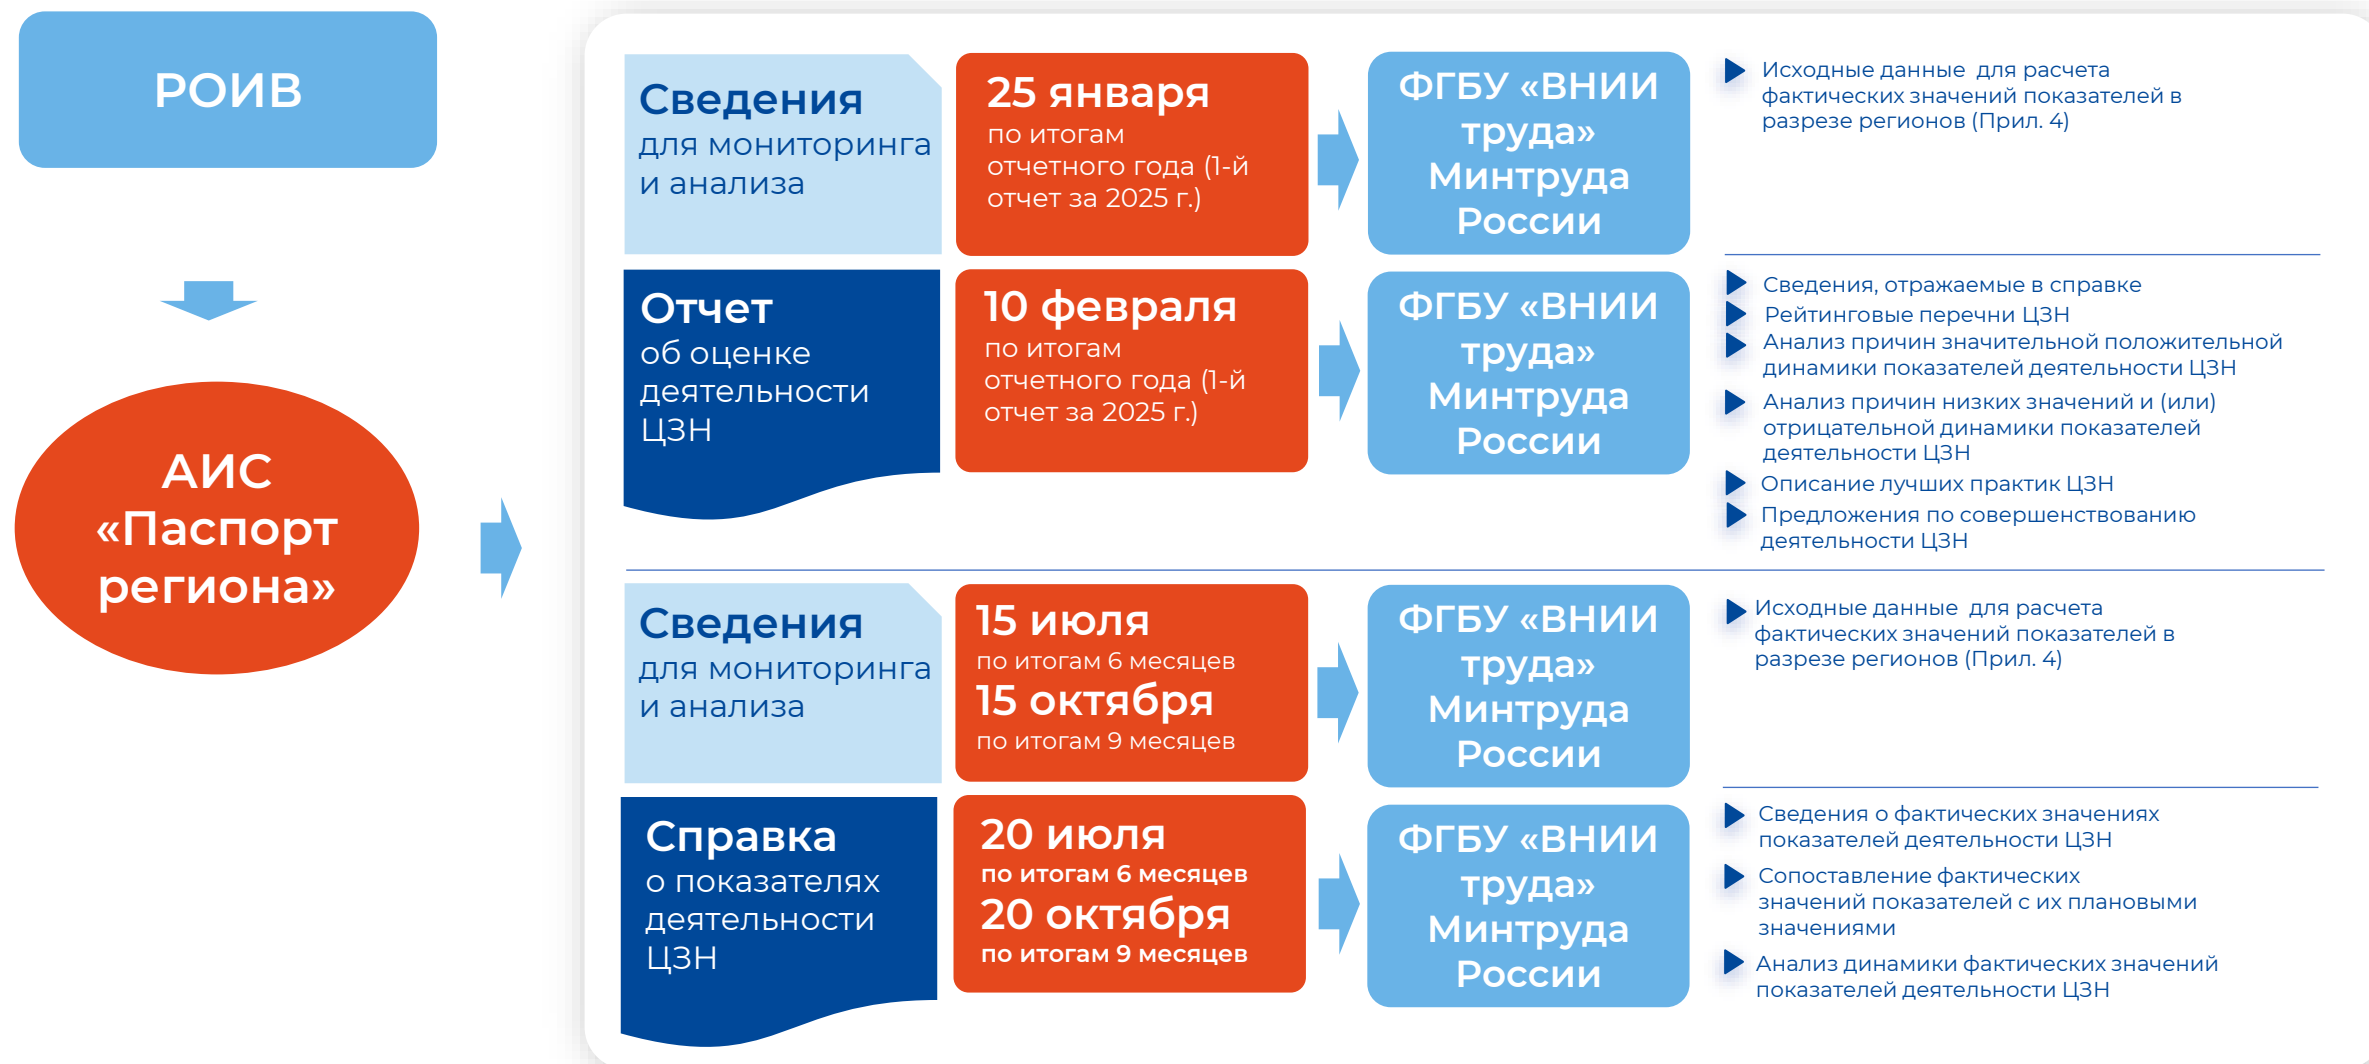 РОИВ
АИС
«Паспорт
региона»
Сведения
для мониторинга
и анализа
25 января
по итогам
отчетного года (1-й
отчет за 2025 г.)
ФГБУ «ВНИИ
труда»
Минтруда
России
Исходные данные для расчета
фактических значений показателей в
разрезе регионов (Прил. 4)
Отчет
об оценке
деятельности
ЦЗН
10 февраля
по итогам
отчетного года (1-й
отчет за 2025 г.)
ФГБУ «ВНИИ
труда»
Минтруда
России
Сведения, отражаемые в справке
Рейтинговые перечни ЦЗН
Анализ причин значительной положительной
динамики показателей деятельности ЦЗН
Анализ причин низких значений и (или)
отрицательной динамики показателей
деятельности ЦЗН
Описание лучших практик ЦЗН
Предложения по совершенствованию
деятельности ЦЗН
Сведения
для мониторинга
и анализа
15 июля
по итогам 6 месяцев
15 октября
по итогам 9 месяцев
ФГБУ «ВНИИ
труда»
Минтруда
России
Исходные данные для расчета
фактических значений показателей в
разрезе регионов (Прил. 4)
Справка
о показателях
деятельности
ЦЗН
20 июля
по итогам 6 месяцев
20 октября
по итогам 9 месяцев
ФГБУ «ВНИИ
труда»
Минтруда
России
Сведения о фактических значениях
показателей деятельности ЦЗН
Сопоставление фактических
значений показателей с их плановыми
значениями
Анализ динамики фактических значений
показателей деятельности ЦЗН